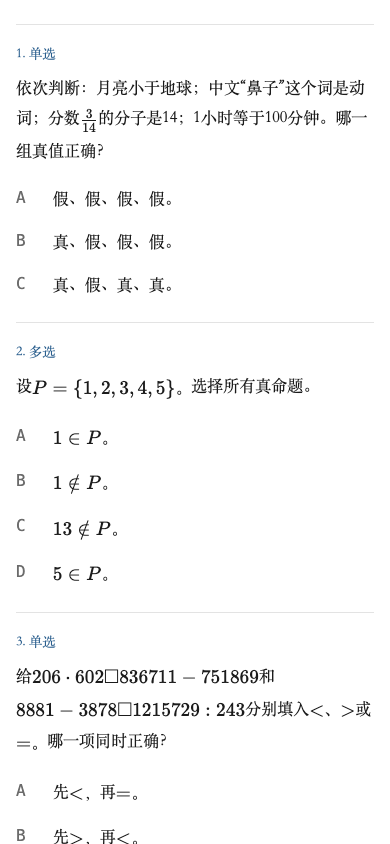 1. 单选
依次判断：月亮小于地球；中文“鼻子”这个词是动
词；分数3/14的分子是14；1小时等于100分钟。哪一
组真值正确?
A 假、假、假、假。
B 真、假、假、假。
C 真、假、真、真。
2. 多选
设P = {1, 2, 3, 4, 5}。选择所有真命题。
A 1 ∈ P。
B 1 ∉ P。
C 13 ∉ P。
D 5 ∈ P。
3. 单选
给206 · 602□836711 − 751869和
8881 − 3878□1215729 : 243分别填入<、>或
=。哪一项同时正确?
A 先<，再=。
B 先>，再<。